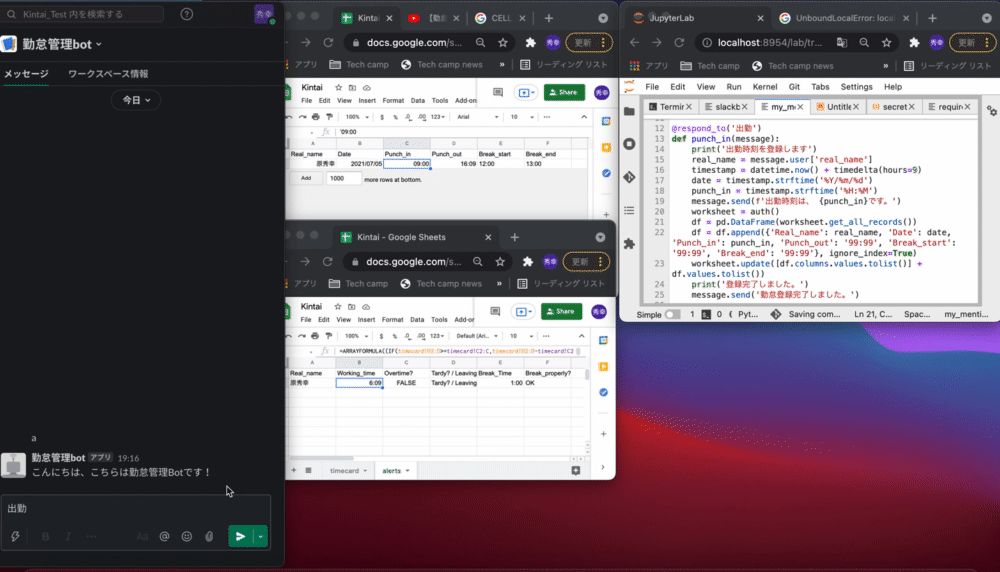 Kintai_Test 内を検索する
秀幸
勤怠管理bot
メッセージ
ワークスペース情報
今日
a
勤怠管理bot アプリ 19:16
こんにちは、こちらは勤怠管理Botです！
出勤
Kintai
【勤怠
CELL
docs.google.com/s...
秀幸
更新
アプリ
Tech camp
Tech camp - News
»
リーディング リスト
Kintai
File Edit View Insert Format Data Tools Add-on
Share
秀幸
100% $ % .0 .00 123 Arial 10
fx '09:00
A B C D E F
Real_name Date Punch_in Punch_out Break_start Break_end
原秀幸 2021/07/05 09:00 16:09 12:00 13:00
Add 1000 more rows at bottom.
Kintai - Google Sheets
docs.google.com/s...
秀幸
更新
アプリ
Tech camp
Tech camp - News
»
リーディング リスト
Kintai
File Edit View Insert Format Data Tools Add-on
Share
秀幸
100% $ % .0 .00 123 Default (Ari... 10
fx =ARRAYFORMULA((IF(timecard!D2:D>=timecard!C2:C,timecard!D2:D-timecard!C2
A B C D E F
Real_name Working_time Overtime? Tardy? / Leaving Break_Time Break_properly?
原秀幸 6:09 FALSE Tardy? / Leaving 1:00 OK
timecard
alerts
JupyterLab
UnboundLocalError: loca
localhost:8954/lab/tr...
秀幸
更新
アプリ
Tech camp
Tech camp - News
»
リーディング リスト
File Edit View Run Kernel Git Tabs Settings Help
Termir slackb my_m Untitle secret requir
12 @respond_to('出勤')
13 def punch_in(message):
14 print('出勤時刻を登録します')
15 real_name = message.user['real_name']
16 timestamp = datetime.now() + timedelta(hours=9)
17 date = timestamp.strftime('%Y/%m/%d')
18 punch_in = timestamp.strftime('%H:%M')
19 message.send(f'出勤時刻は、 {punch_in}です。')
20 worksheet = auth()
21 df = pd.DataFrame(worksheet.get_all_records())
22 df = df.append({'Real_name': real_name, 'Date': date,
'Punch_in': punch_in, 'Punch_out': '99:99', 'Break_start':
'99:99', 'Break_end': '99:99'}, ignore_index=True)
23 worksheet.update([df.columns.values.tolist()] +
df.values.tolist())
24 print('登録完了しました。')
25 message.send('勤怠登録完了しました。')
Simple 1 0 Pyt... Saving com... Ln 21, C... Spac... my_menti...